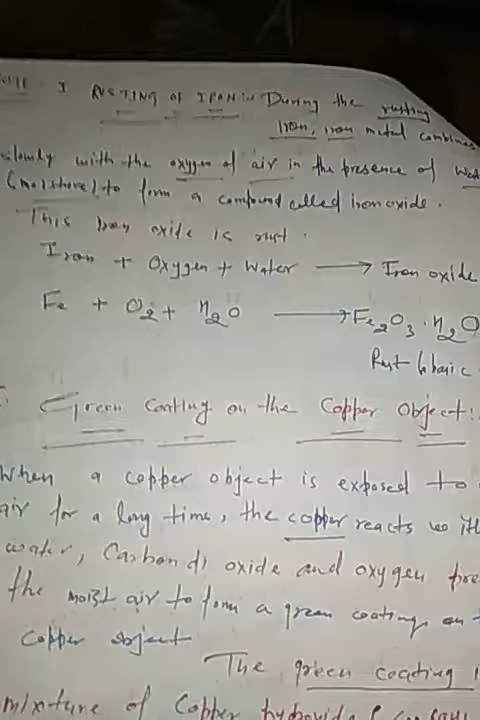 I RUSTING OF IRON :- During the rusting
Iron, iron metal combines
slowly with the oxygen of air in the presence of
(moisture) to form a compound called iron oxide.
This Iron oxide is rust.
Iron + Oxygen + Water ⟶ Iron oxide
Fe + O2 + H2O ⟶ Fe2O3 . H2O
Rust basic
Green Coating on the Copper Object:
When a copper object is exposed to
air for a long time, the copper reacts with
water, Carbon di oxide and oxygen pre
the moist air to form a green coating on
Copper object
The green coating
mixture of Copper hydroxide